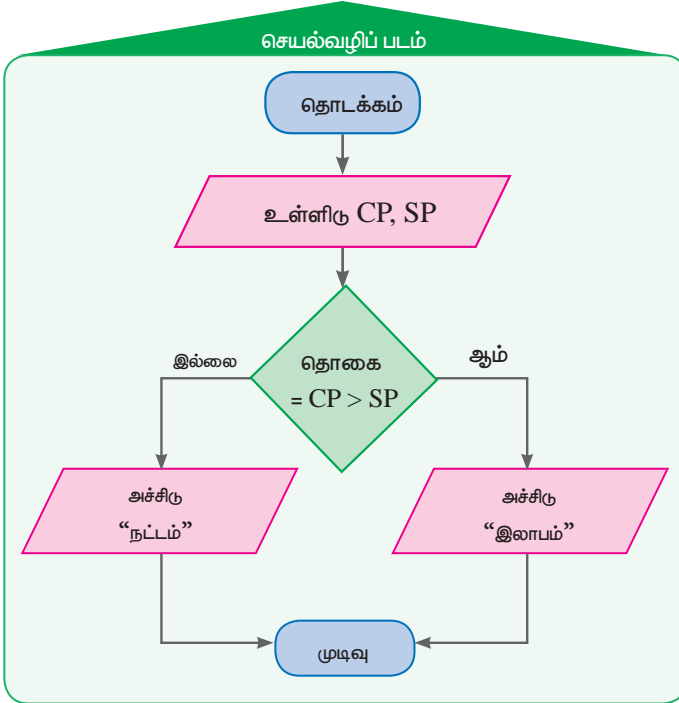 செயல்வழிப் படம்
தொடக்கம்
உள்ளிடு CP, SP
தொகை
= CP > SP
இல்லை
ஆம்
அச்சிடு
“நட்டம்”
அச்சிடு
“இலாபம்”
முடிவு